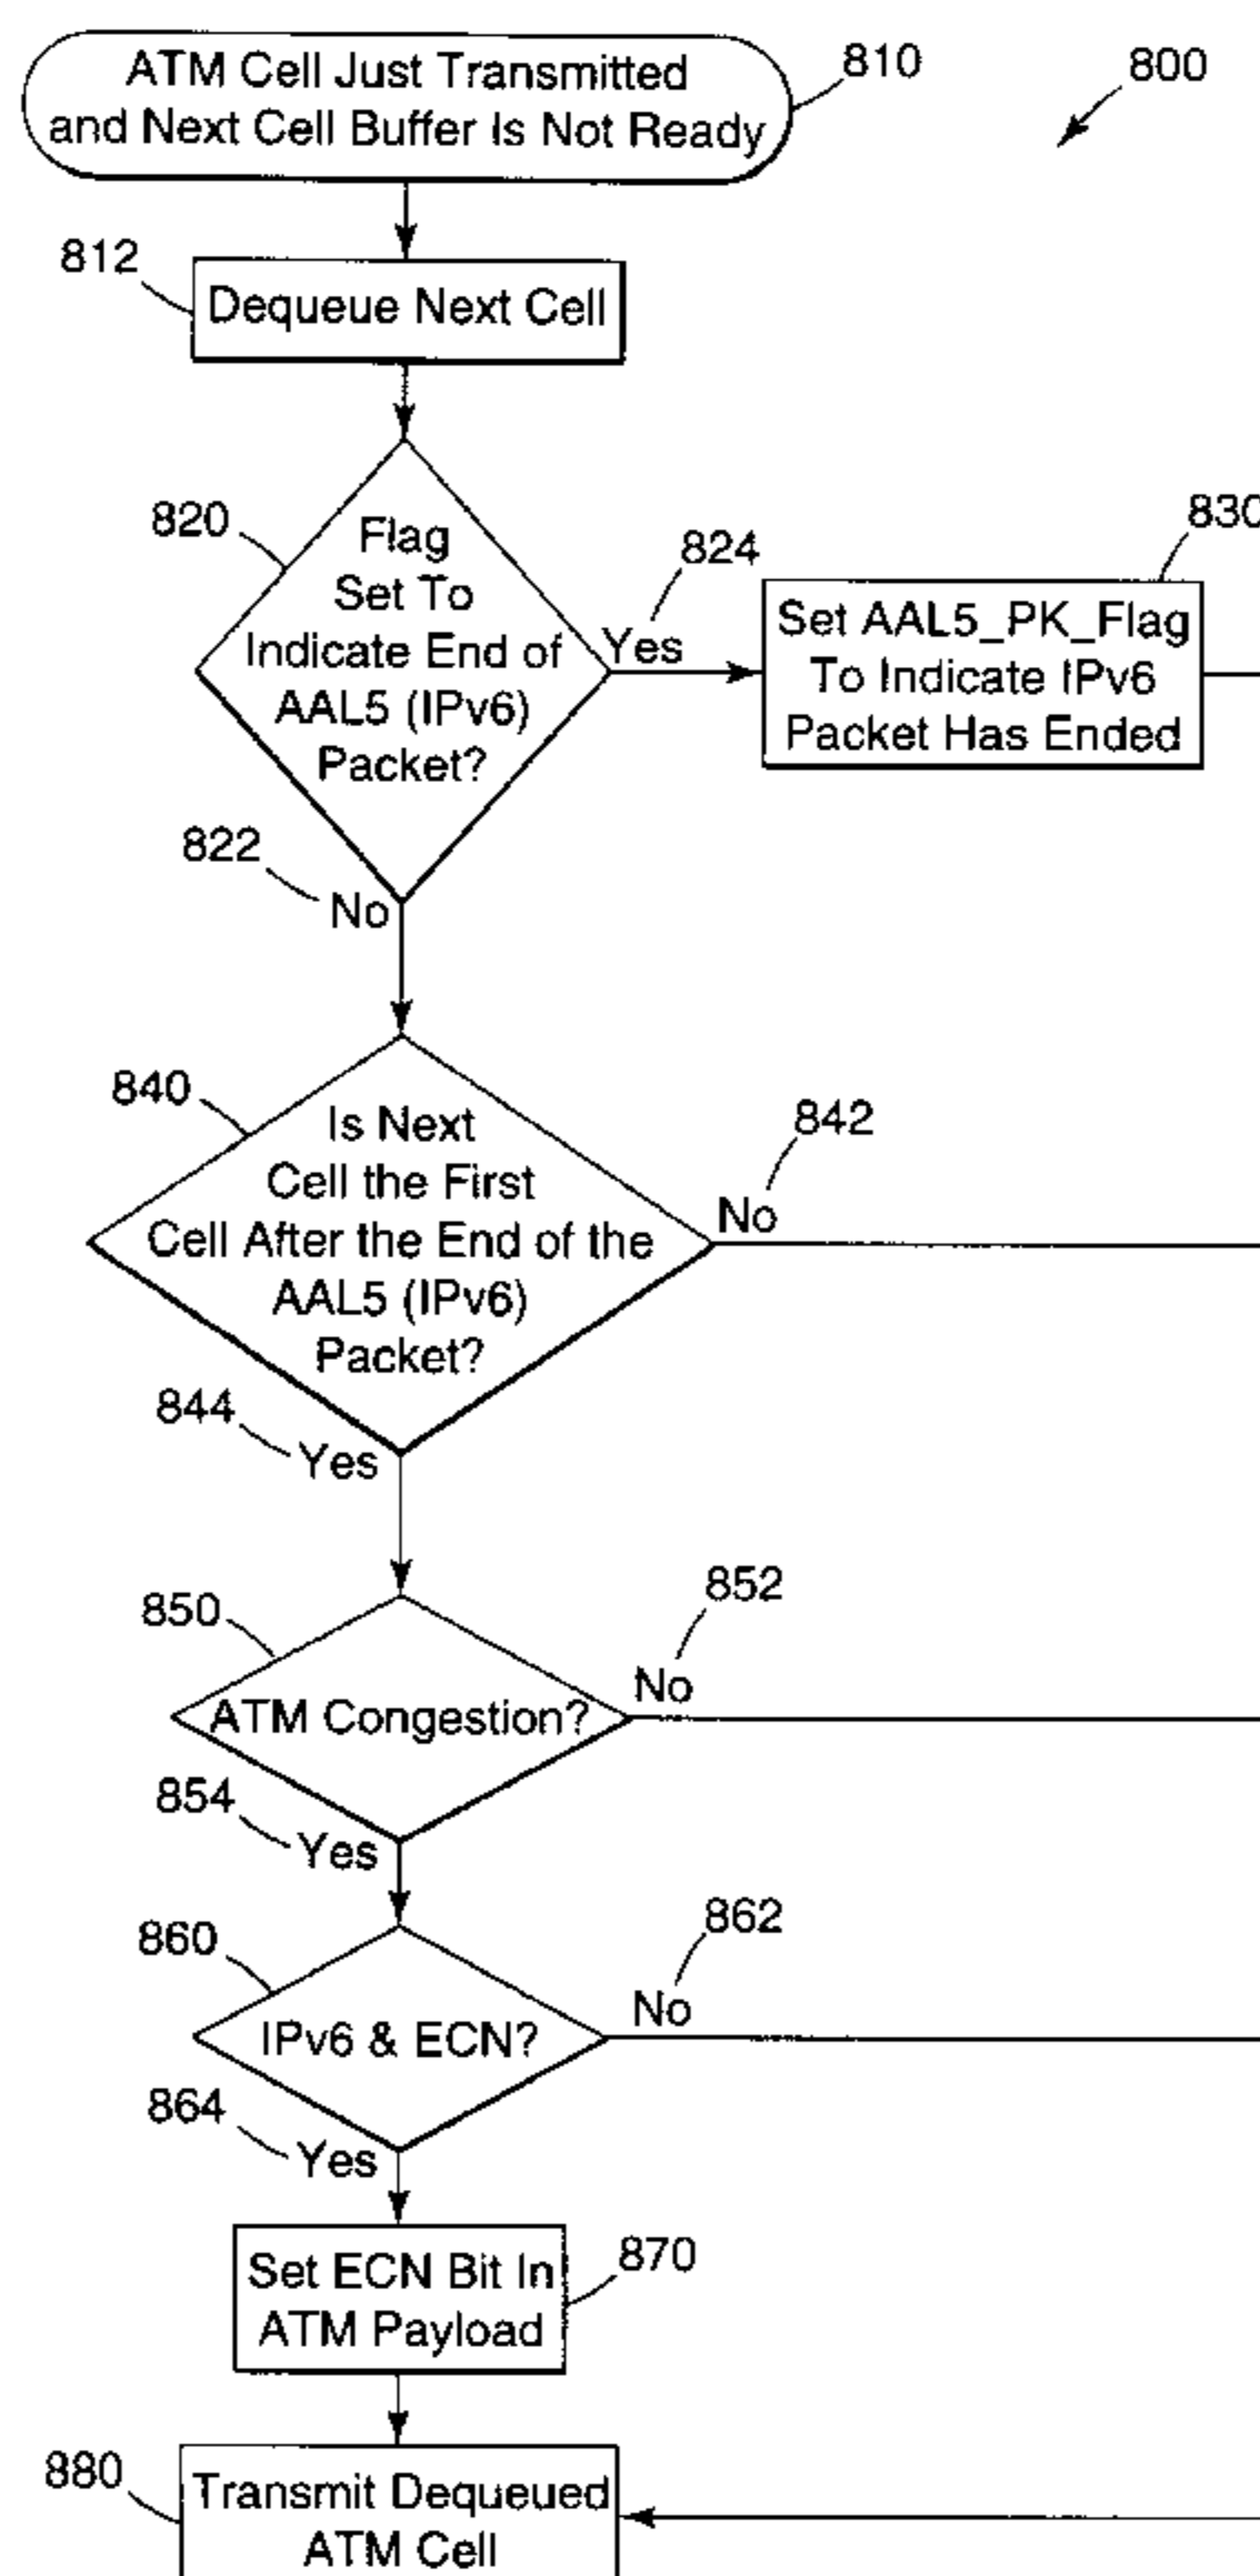 ATM Cell Just Transmitted
and Next Cell Buffer Is Not Ready
810
800
812
Dequeue Next Cell
820
Flag
Set To
Indicate End of
AAL5 (IPv6)
Packet?
824
Yes
830
Set AAL5_PK_Flag
To Indicate IPv6
Packet Has Ended
822
No
840
Is Next
Cell the First
Cell After the End of the
AAL5 (IPv6)
Packet?
842
No
844
Yes
850
ATM Congestion?
852
No
854
Yes
860
IPv6 & ECN?
862
No
864
Yes
Set ECN Bit In
ATM Payload
870
880
Transmit Dequeued
ATM Cell